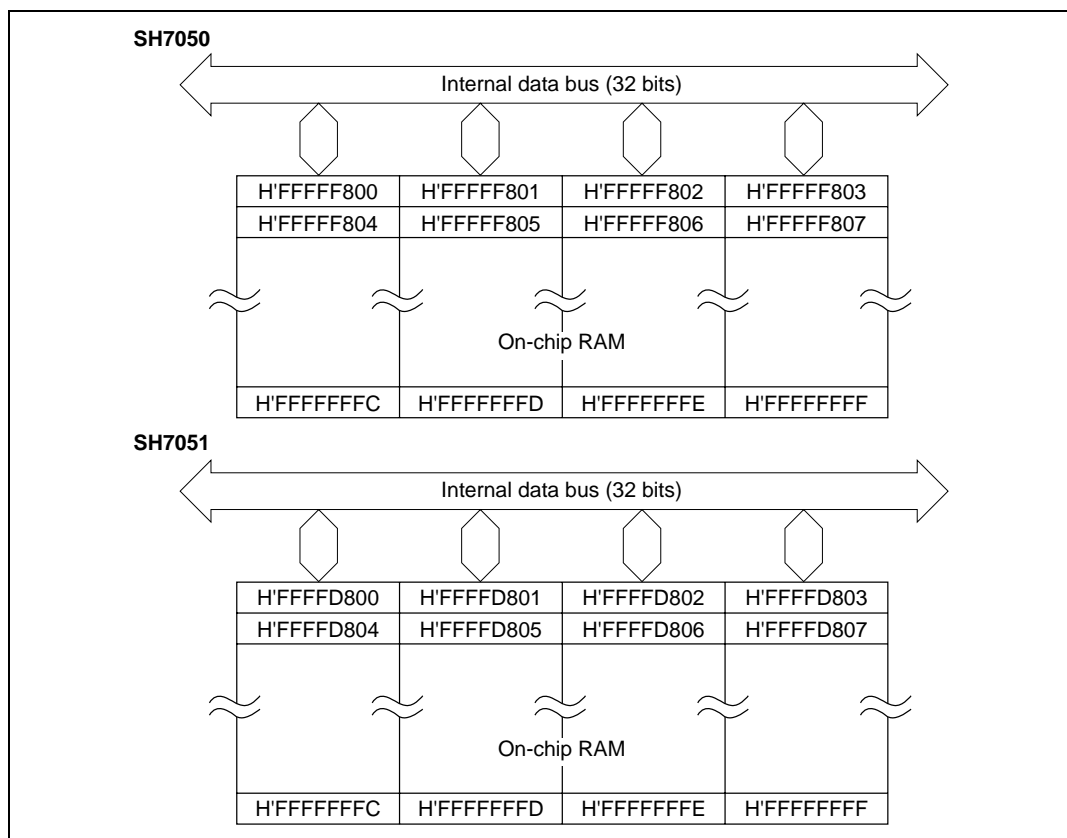 SH7050
Internal data bus (32 bits)
H'FFFFF800 H'FFFFF801 H'FFFFF802 H'FFFFF803
H'FFFFF804 H'FFFFF805 H'FFFFF806 H'FFFFF807
On-chip RAM
H'FFFFFFFC H'FFFFFFFD H'FFFFFFFE H'FFFFFFFF
SH7051
Internal data bus (32 bits)
H'FFFFD800 H'FFFFD801 H'FFFFD802 H'FFFFD803
H'FFFFD804 H'FFFFD805 H'FFFFD806 H'FFFFD807
On-chip RAM
H'FFFFFFFC H'FFFFFFFD H'FFFFFFFE H'FFFFFFFF